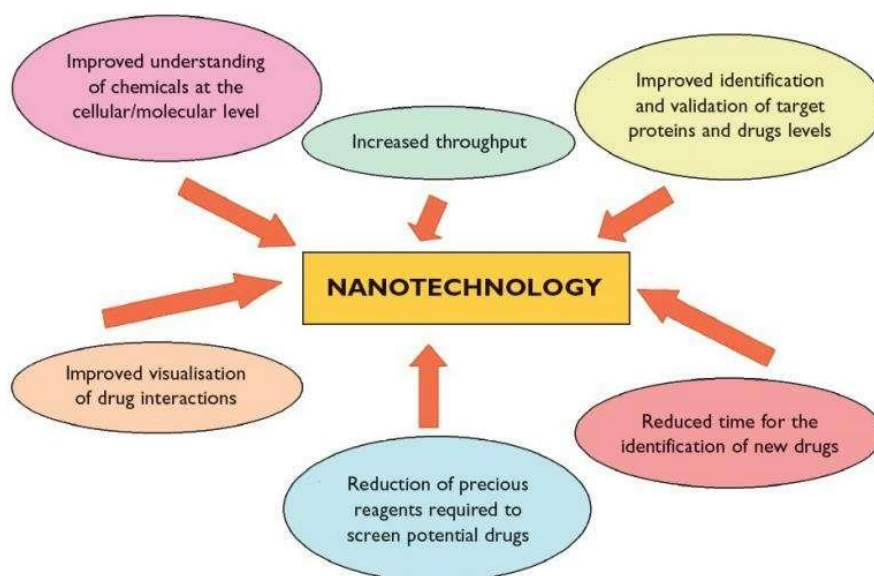 Improved understanding
of chemicals at the
cellular/molecular level
Increased throughput
Improved identification
and validation of target
proteins and drugs levels
NANOTECHNOLOGY
Improved visualisation
of drug interactions
Reduction of precious
reagents required to
screen potential drugs
Reduced time for the
identification of new drugs